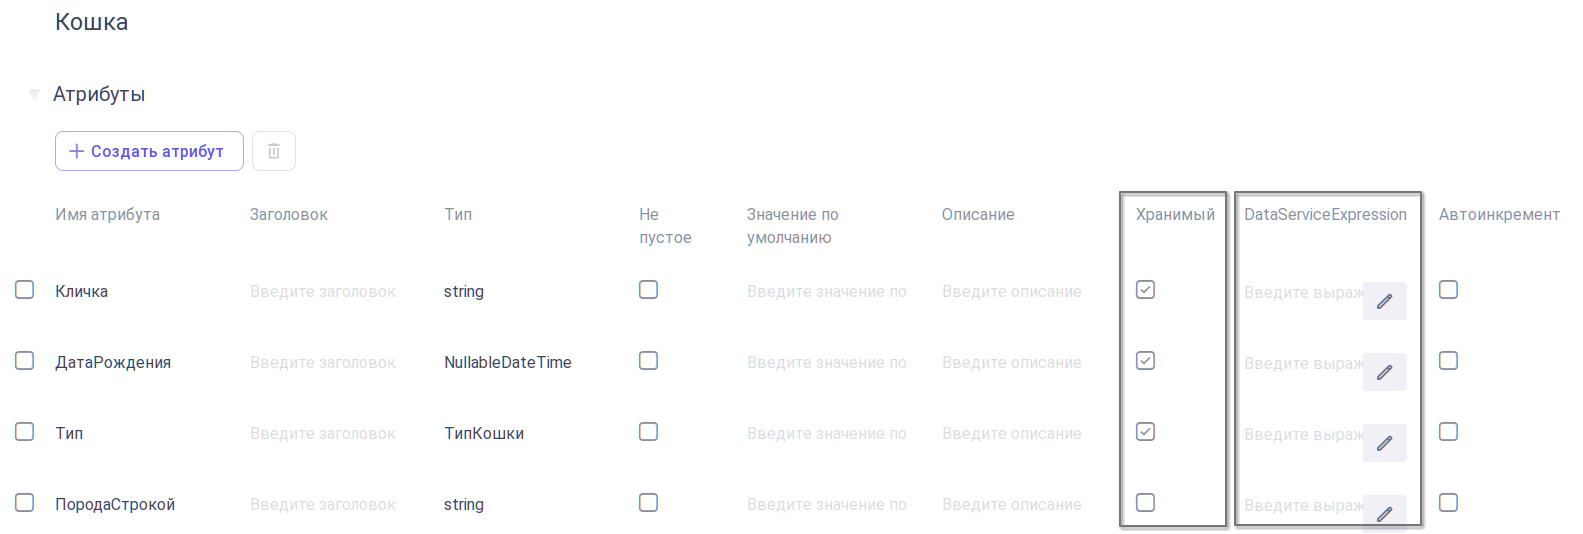 Кошка
Атрибуты
Создать атрибут
Имя атрибута Заголовок Тип Не пустое Значение по умолчанию Описание Хранимый DataServiceExpression Автоинкремент
Кличка Введите заголовок string Введите значение по Введите описание Введите выраж
ДатаРождения Введите заголовок NullableDateTime Введите значение по Введите описание Введите выраж
Тип Введите заголовок ТипКошки Введите значение по Введите описание Введите выраж
ПородаСтрокой Введите заголовок string Введите значение по Введите описание Введите выраж